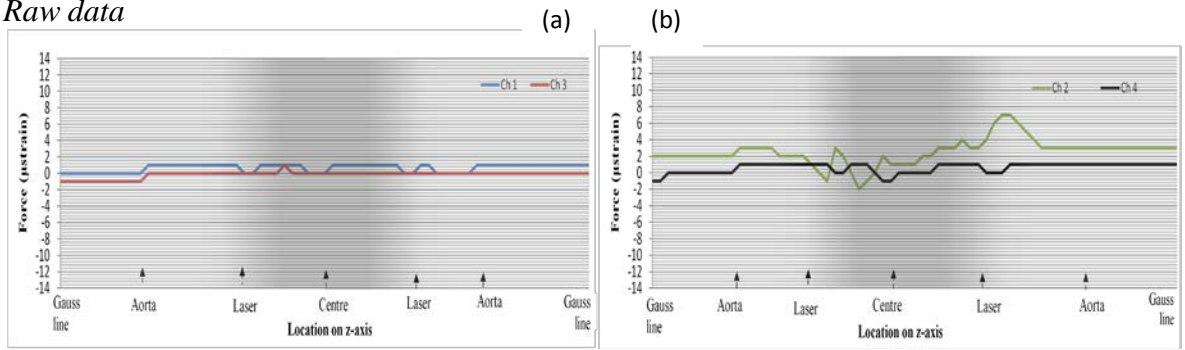 Raw data
(a)
(b)
14
12
10
8
6
4
2
0
-2
-4
-6
-8
-10
-12
-14
Force (µstrain)
Ch 1 Ch 3
Gauss line Aorta Laser Centre Laser Aorta Gauss line
Location on z-axis
14
12
10
8
6
4
2
0
-2
-4
-6
-8
-10
-12
-14
Force (µstrain)
Ch 2 Ch 4
Gauss line Aorta Laser Centre Laser Aorta Gauss line
Location on z-axis